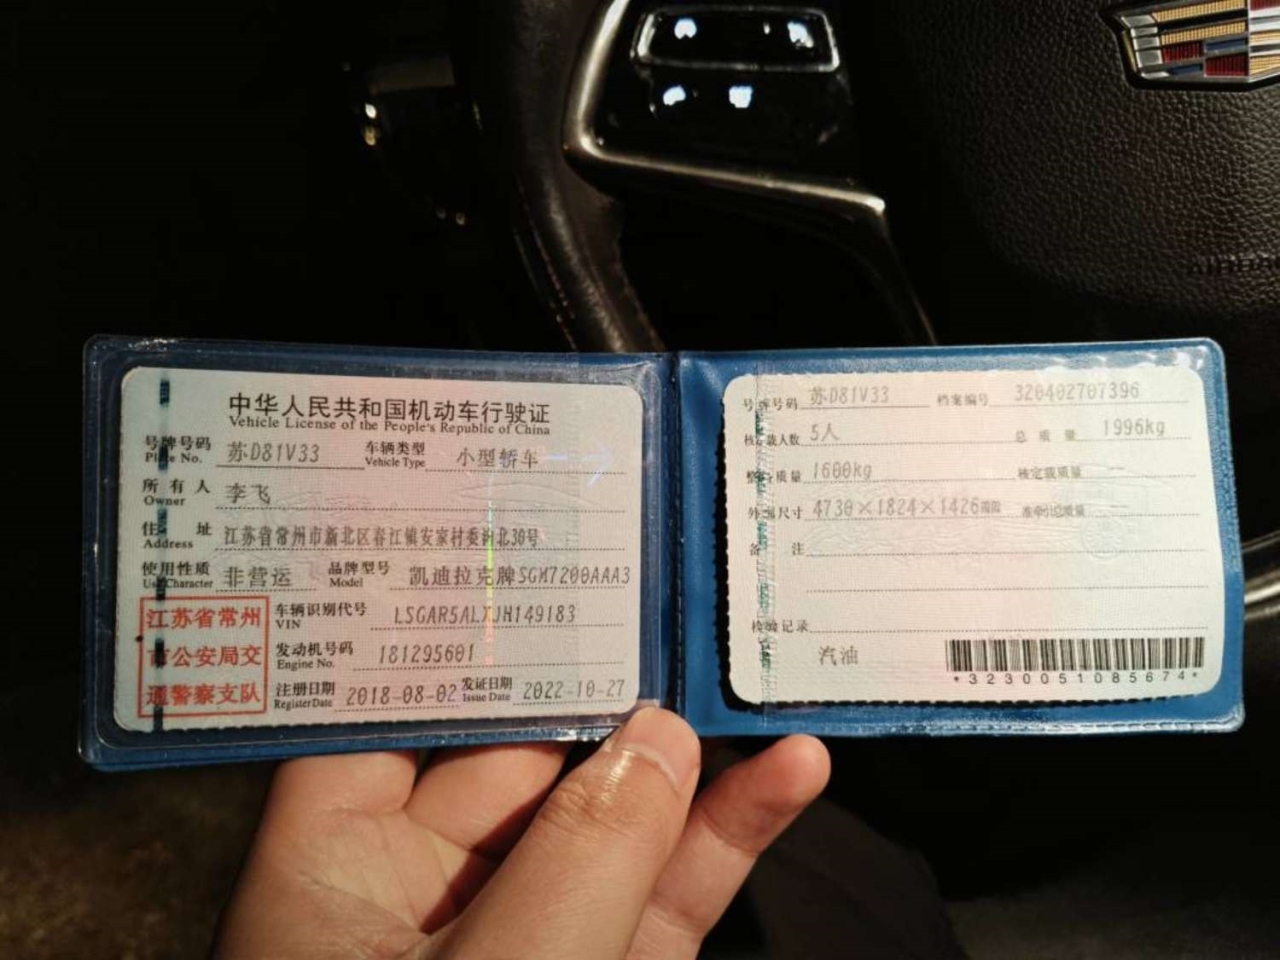 中华人民共和国机动车行驶证
Vehicle License of the People's Republic of China
号牌号码 苏D81V33 车辆类型 小型轿车
Plate No. Vehicle Type
所有人 李飞
Owner
住址 江苏省常州市新北区春江镇安家村委沟北30号
Address
使用性质 非营运 品牌型号 凯迪拉克牌SGM7200AAA3
Use Character Model
江苏省常州
市公安局交
通警察支队
车辆识别代号 LSGAR5ALXJH149183
VIN
发动机号码 181295601
Engine No.
注册日期 2018-08-02 发证日期 2022-10-27
Register Date Issue Date
号牌号码 苏D81V33 档案编号 320402707396
核定载人数 5人 总质量 1996kg
整备质量 1600kg 核定载质量
外廓尺寸 4730×1824×1426 准牵引总质量
备注
检验记录
汽油
*3230051085674*